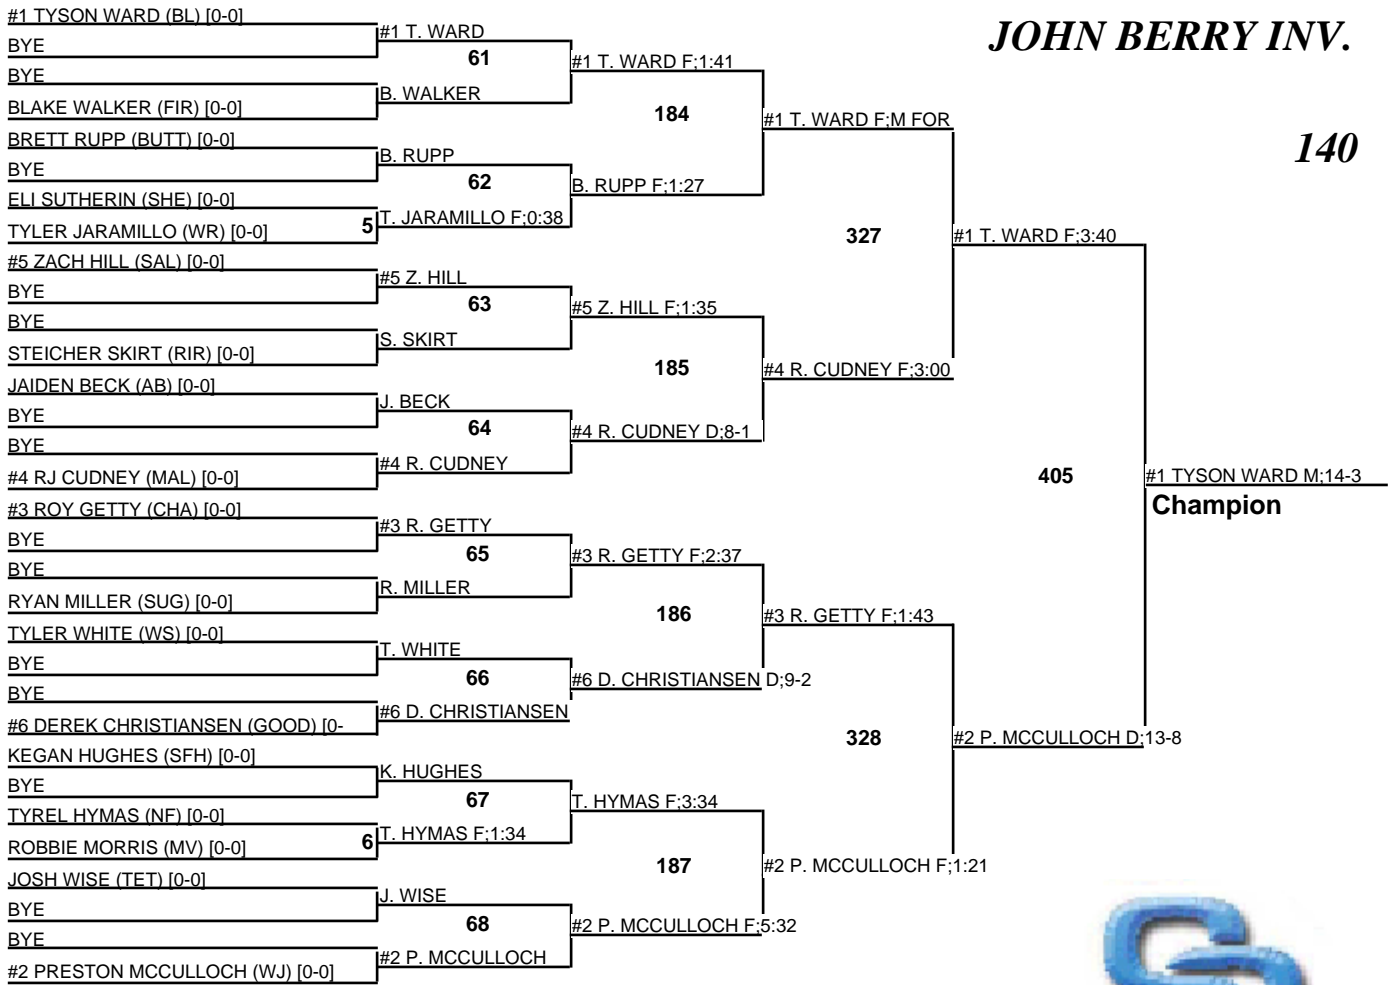 JOHN BERRY INV.
140
#1 TYSON WARD (BL) [0-0]
BYE
BYE
BLAKE WALKER (FIR) [0-0]
BRETT RUPP (BUTT) [0-0]
BYE
ELI SUTHERIN (SHE) [0-0]
TYLER JARAMILLO (WR) [0-0]
#5 ZACH HILL (SAL) [0-0]
BYE
BYE
STEICHER SKIRT (RIR) [0-0]
JAIDEN BECK (AB) [0-0]
BYE
BYE
#4 RJ CUDNEY (MAL) [0-0]
#3 ROY GETTY (CHA) [0-0]
BYE
BYE
RYAN MILLER (SUG) [0-0]
TYLER WHITE (WS) [0-0]
BYE
BYE
#6 DEREK CHRISTIANSEN (GOOD) [0-
KEGAN HUGHES (SFH) [0-0]
BYE
TYREL HYMAS (NF) [0-0]
ROBBIE MORRIS (MV) [0-0]
JOSH WISE (TET) [0-0]
BYE
BYE
#2 PRESTON MCCULLOCH (WJ) [0-0]
5
6
#1 T. WARD
61
B. WALKER
B. RUPP
62
T. JARAMILLO F;0:38
#5 Z. HILL
63
S. SKIRT
J. BECK
64
#4 R. CUDNEY
#3 R. GETTY
65
R. MILLER
T. WHITE
66
#6 D. CHRISTIANSEN
K. HUGHES
67
T. HYMAS F;1:34
J. WISE
68
#2 P. MCCULLOCH
#1 T. WARD F;1:41
184
B. RUPP F;1:27
#5 Z. HILL F;1:35
185
#4 R. CUDNEY D;8-1
#3 R. GETTY F;2:37
186
#6 D. CHRISTIANSEN D;9-2
T. HYMAS F;3:34
187
#2 P. MCCULLOCH F;5:32
#1 T. WARD F;M FOR
327
#4 R. CUDNEY F;3:00
#3 R. GETTY F;1:43
328
#2 P. MCCULLOCH F;1:21
#1 T. WARD F;3:40
405
#2 P. MCCULLOCH D;13-8
#1 TYSON WARD M;14-3
Champion